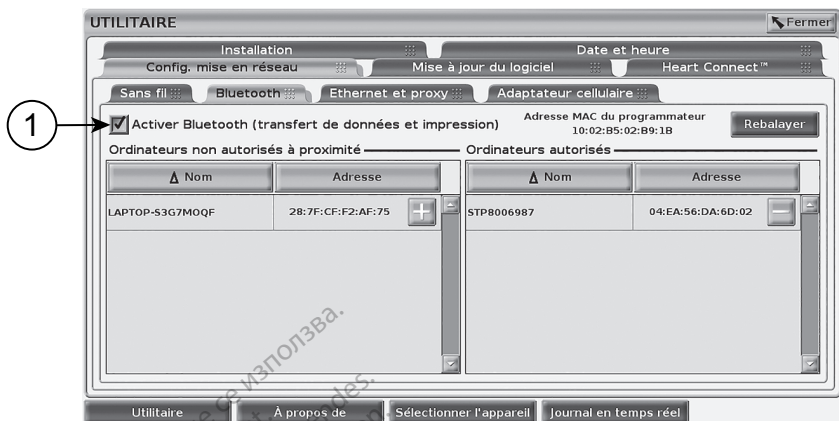 UTILITAIRE
Fermer
Installation
Date et heure
Config. mise en réseau
Mise à jour du logiciel
Heart Connect™
Sans fil
Bluetooth
Ethernet et proxy
Adaptateur cellulaire
1
Activer Bluetooth (transfert de données et impression)
Adresse MAC du programmateur
10:02:B5:02:B9:1B
Rebalayer
Ordinateurs non autorisés à proximité
Ordinateurs autorisés
Δ Nom
Adresse
Δ Nom
Adresse
LAPTOP-S3G7MOQF
28:7F:CF:F2:AF:75
+
STP8006987
04:EA:56:DA:6D:02
−
се използва.
Utilitaire
À propos de
Sélectionner l'appareil
Journal en temps réel